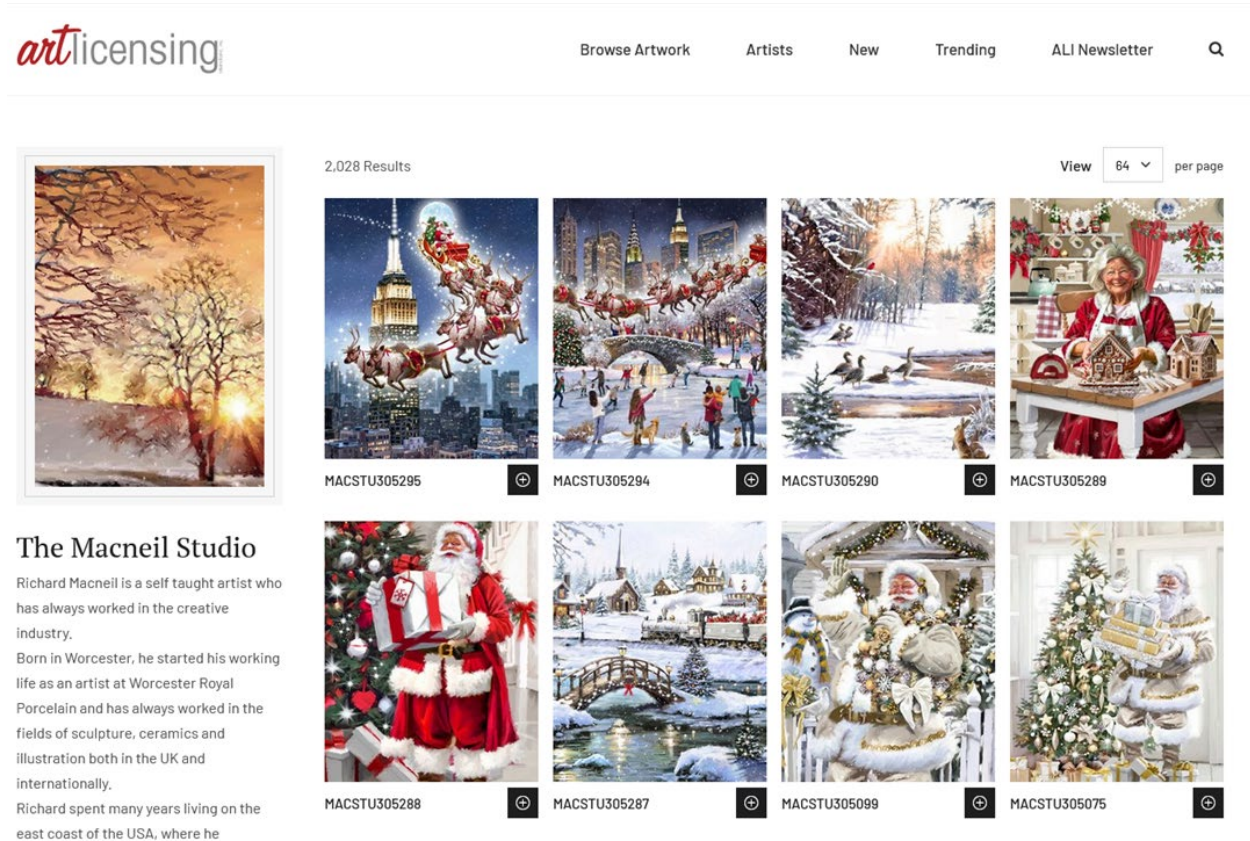 artlicensing
Browse Artwork Artists New Trending ALI Newsletter
2,028 Results
View 64 per page
MACSTU305295
MACSTU305294
MACSTU305290
MACSTU305289
The Macneil Studio
Richard Macneil is a self taught artist who
has always worked in the creative
industry.
Born in Worcester, he started his working
life as an artist at Worcester Royal
Porcelain and has always worked in the
fields of sculpture, ceramics and
illustration both in the UK and
internationally.
Richard spent many years living on the
east coast of the USA, where he
MACSTU305288
MACSTU305287
MACSTU305099
MACSTU305075